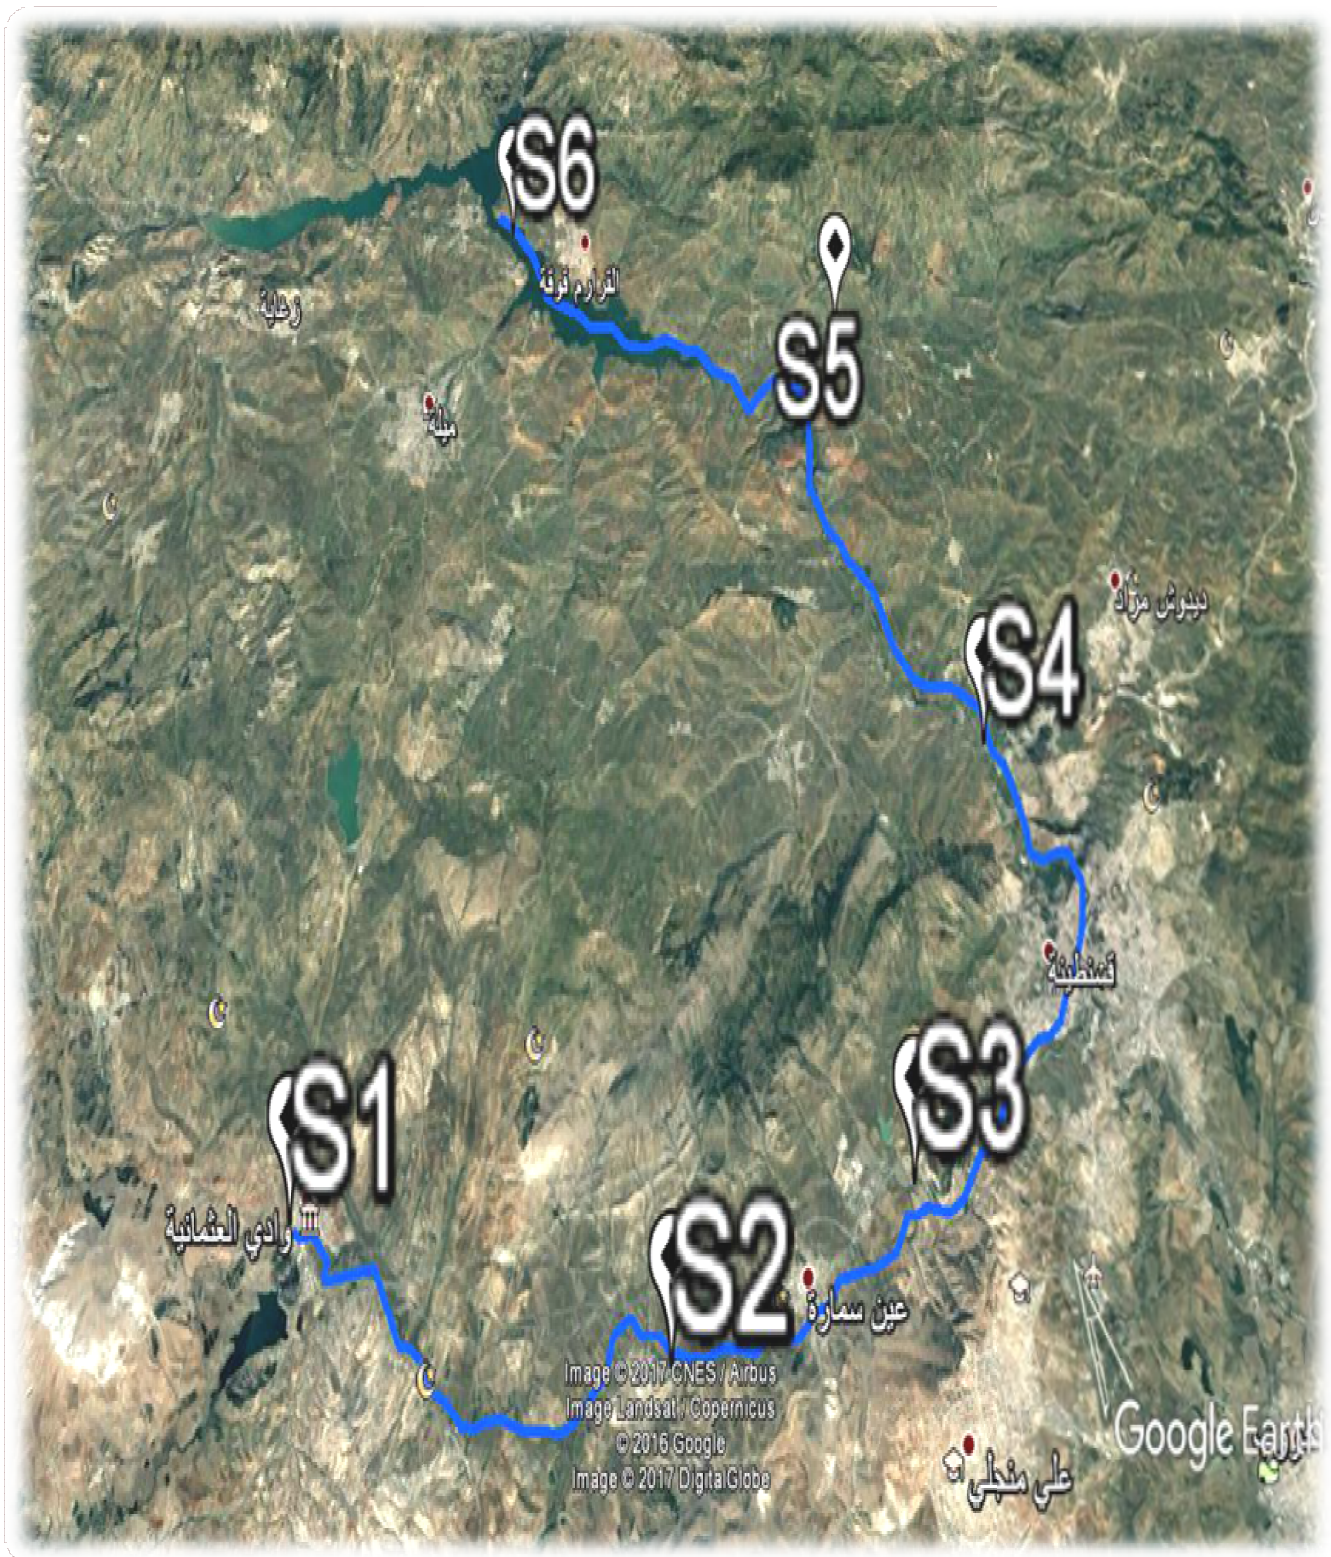 S6
S5
القرارم قوقة
زغاية
ميلة
ديدوش مراد
S4
قسنطينة
S3
S1
وادي العثمانية
S2
عين سمارة
Image © 2017 CNES / Airbus
Image Landsat / Copernicus
© 2016 Google
Image © 2017 DigitalGlobe
Google Earth
علي منجلي